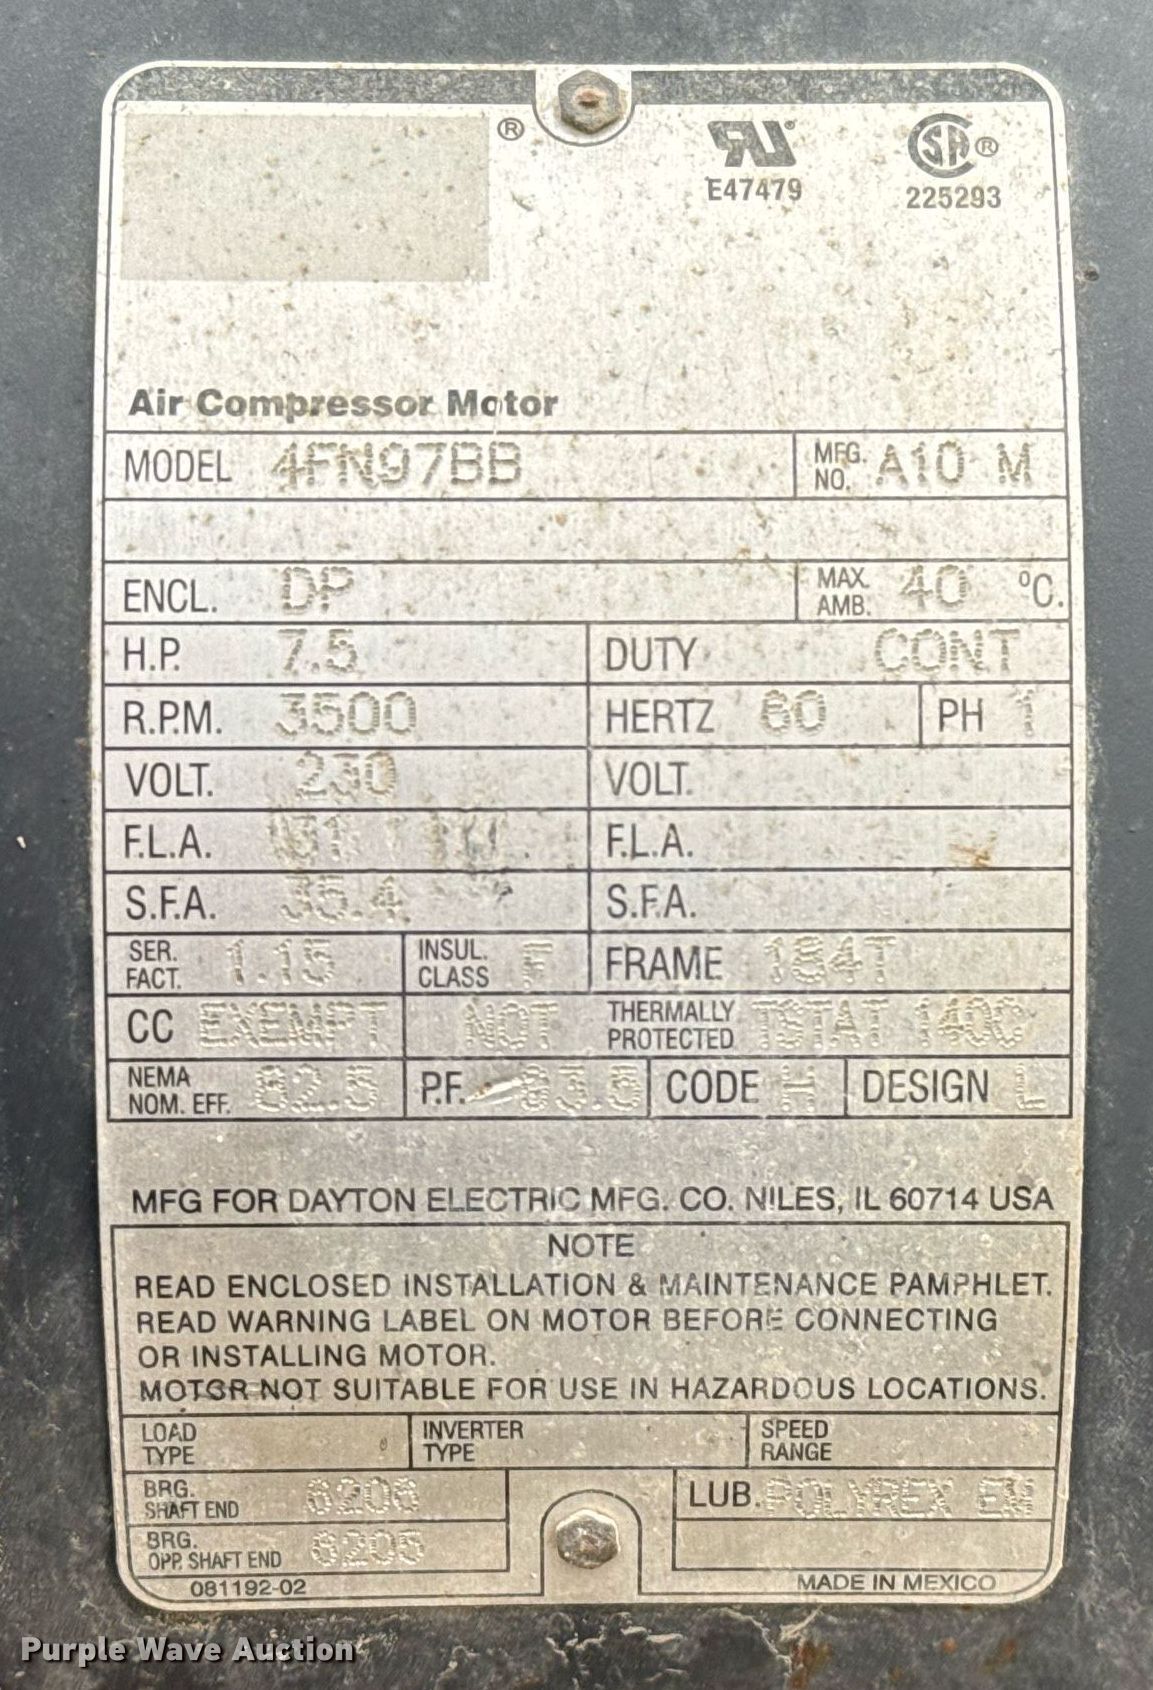 ®
E47479
SA ®
225293
Air Compressor Motor
MODEL 4FN97BB MFG. NO. A10 M
ENCL. DP MAX. AMB. 40 °C.
H.P. 7.5 DUTY CONT
R.P.M. 3500 HERTZ 60 PH 1
VOLT. 230 VOLT.
F.L.A. F.L.A.
S.F.A. S.F.A.
SER. FACT. 1.15 INSUL. CLASS F FRAME 184T
CC EXEMPT NOT THERMALLY PROTECTED TSTAT 140C
NEMA NOM. EFF. 82.5 P.F. CODE H DESIGN L
MFG FOR DAYTON ELECTRIC MFG. CO. NILES, IL 60714 USA
NOTE
READ ENCLOSED INSTALLATION & MAINTENANCE PAMPHLET.
READ WARNING LABEL ON MOTOR BEFORE CONNECTING
OR INSTALLING MOTOR.
MOTOR NOT SUITABLE FOR USE IN HAZARDOUS LOCATIONS.
LOAD TYPE INVERTER TYPE SPEED RANGE
BRG. SHAFT END 6206 LUB. POLYREX EM
BRG. OPP. SHAFT END 6205
081192-02 MADE IN MEXICO
Purple Wave Auction